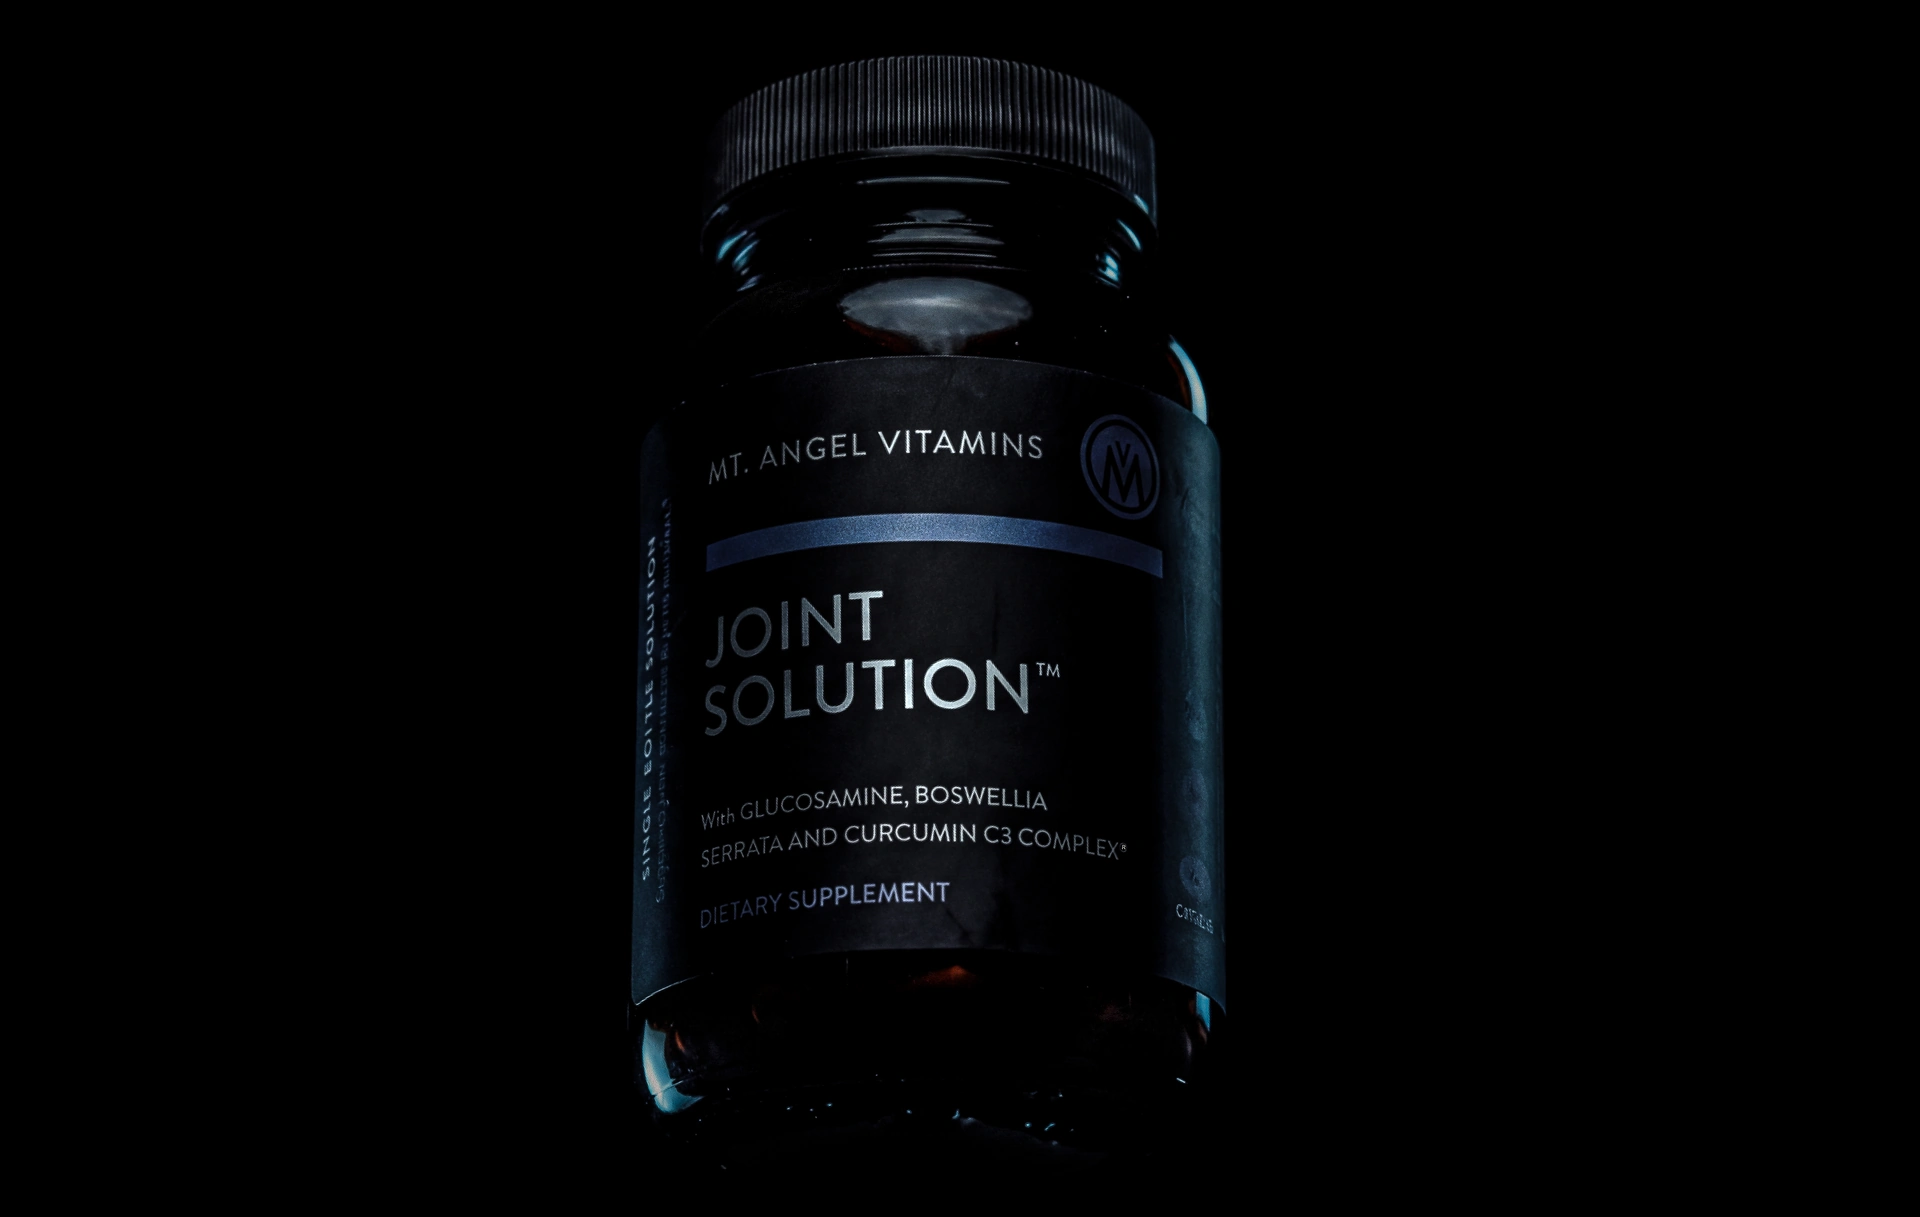 MT. ANGEL VITAMINS
JOINT
SOLUTION™
With GLUCOSAMINE, BOSWELLIA
SERRATA AND CURCUMIN C3 COMPLEX®
DIETARY SUPPLEMENT
SINGLE BOTTLE SOLUTION